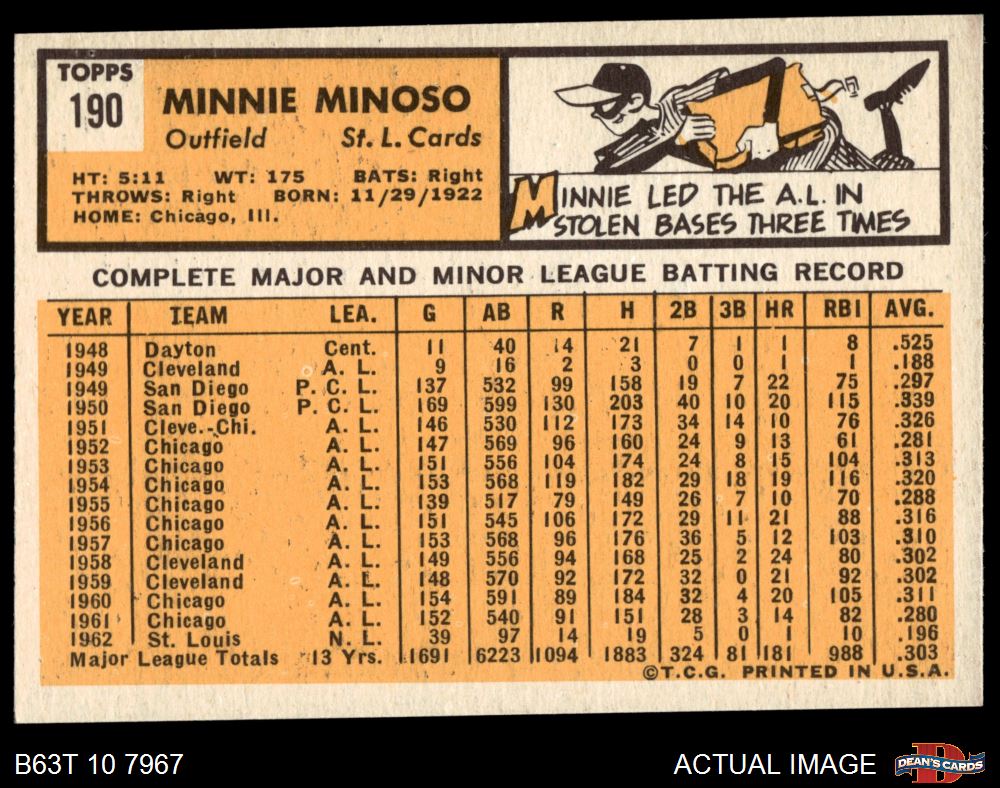 TOPPS
190
MINNIE MINOSO
Outfield St. L. Cards
HT: 5:11 WT: 175 BATS: Right
THROWS: Right BORN: 11/29/1922
HOME: Chicago, Ill.
MINNIE LED THE A.L. IN
STOLEN BASES THREE TIMES
COMPLETE MAJOR AND MINOR LEAGUE BATTING RECORD
YEAR TEAM LEA. G AB R H 2B 3B HR RBI AVG.
1948 Dayton Cent. 11 40 14 21 7 1 1 8 .525
1949 Cleveland A. L. 9 16 2 3 0 0 1 1 .188
1949 San Diego P. C. L. 137 532 99 158 19 7 22 75 .297
1950 San Diego P. C. L. 169 599 130 203 40 10 20 115 .339
1951 Cleve.-Chi. A. L. 146 530 112 173 34 14 10 76 .326
1952 Chicago A. L. 147 569 96 160 24 9 13 61 .281
1953 Chicago A. L. 151 556 104 174 24 8 15 104 .313
1954 Chicago A. L. 153 568 119 182 29 18 19 116 .320
1955 Chicago A. L. 139 517 79 149 26 7 10 70 .288
1956 Chicago A. L. 151 545 106 172 29 11 21 88 .316
1957 Chicago A. L. 153 568 96 176 36 5 12 103 .310
1958 Cleveland A. L. 149 556 94 168 25 2 24 80 .302
1959 Cleveland A. L. 148 570 92 172 32 0 21 92 .302
1960 Chicago A. L. 154 591 89 184 32 4 20 105 .311
1961 Chicago A. L. 152 540 91 151 28 3 14 82 .280
1962 St. Louis N. L. 39 97 14 19 5 0 1 10 .196
Major League Totals 13 Yrs. 1691 6223 1094 1883 324 81 181 988 .303
©T.C.G. PRINTED IN U.S.A.
B63T 10 7967 ACTUAL IMAGE DEAN'S CARDS